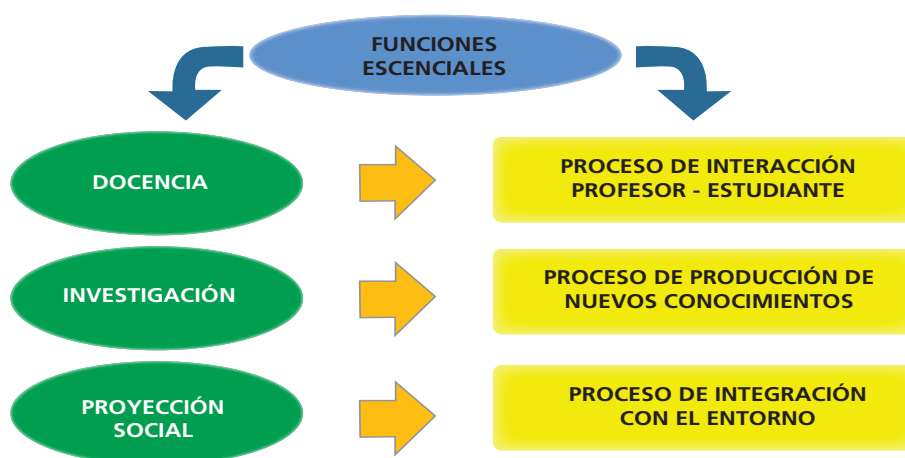 FUNCIONES
ESCENCIALES
DOCENCIA
PROCESO DE INTERACCIÓN
PROFESOR - ESTUDIANTE
INVESTIGACIÓN
PROCESO DE PRODUCCIÓN DE
NUEVOS CONOCIMIENTOS
PROYECCIÓN
SOCIAL
PROCESO DE INTEGRACIÓN
CON EL ENTORNO